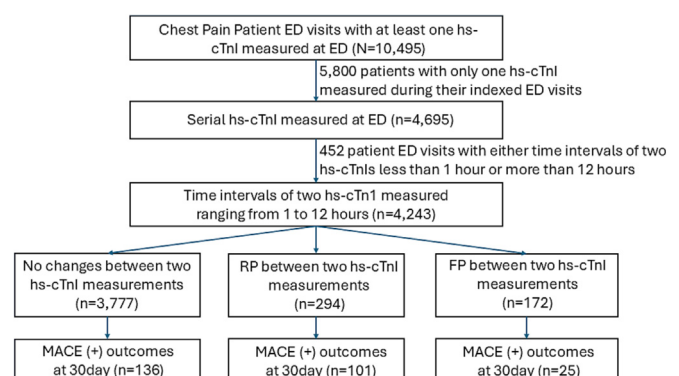 Chest Pain Patient ED visits with at least one hs-
cTnI measured at ED (N=10,495)
5,800 patients with only one hs-cTnI
measured during their indexed ED visits
Serial hs-cTnI measured at ED (n=4,695)
452 patient ED visits with either time intervals of two
hs-cTnIs less than 1 hour or more than 12 hours
Time intervals of two hs-cTn1 measured
ranging from 1 to 12 hours (n=4,243)
No changes between two
hs-cTnI measurements
(n=3,777)
RP between two hs-cTnI
measurements
(n=294)
FP between two hs-cTnI
measurements
(n=172)
MACE (+) outcomes
at 30day (n=136)
MACE (+) outcomes
at 30day (n=101)
MACE (+) outcomes
at 30day (n=25)